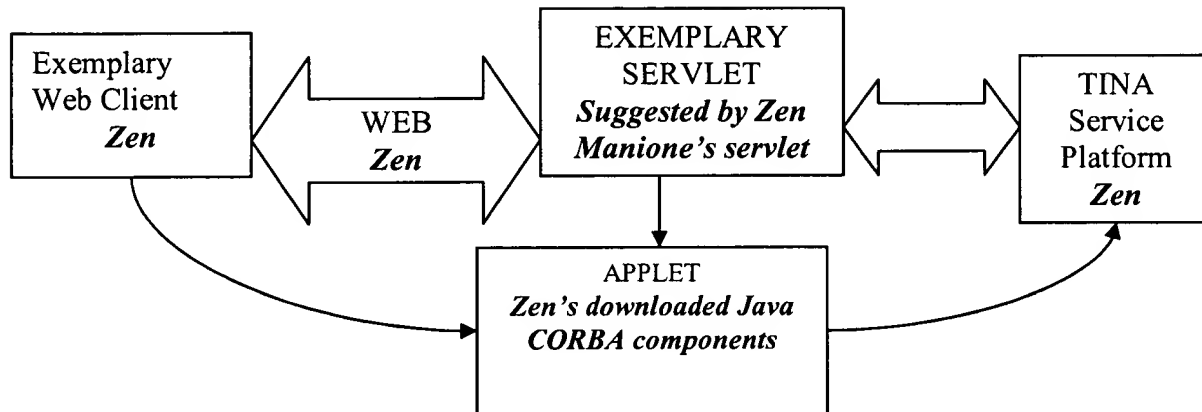 Exemplary
Web Client
Zen
WEB
Zen
EXEMPLARY
SERVLET
Suggested by Zen
Manione's servlet
TINA
Service
Platform
Zen
APPLET
Zen's downloaded Java
CORBA components